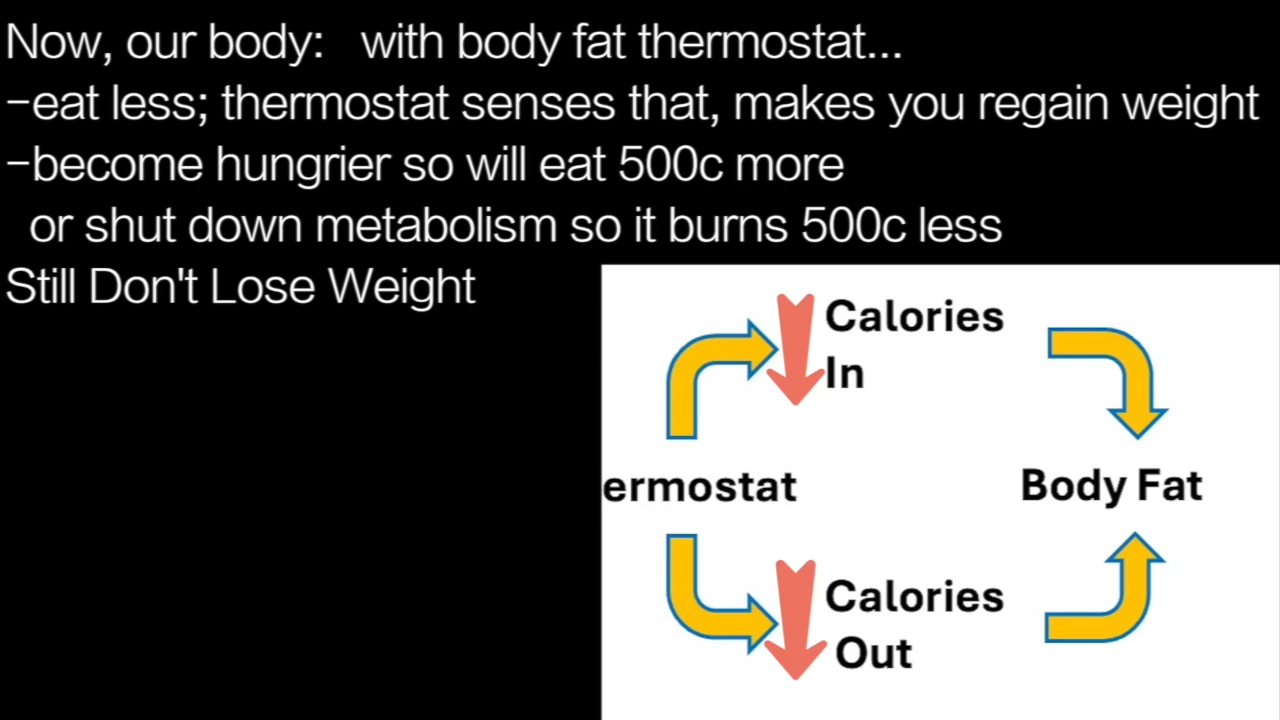 Now, our body:   with body fat thermostat...
-eat less; thermostat senses that, makes you regain weight
-become hungrier so will eat 500c more
or shut down metabolism so it burns 500c less
Still Don't Lose Weight
Calories
In
ermostat
Body Fat
Calories
Out